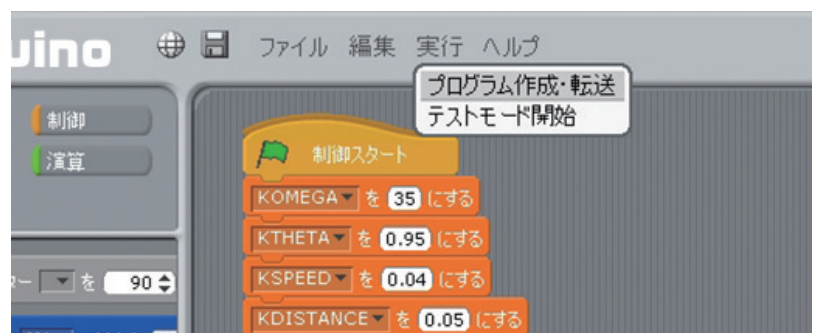 uino ファイル 編集 実行 ヘルプ
プログラム作成・転送
テストモード開始
制御
演算
制御スタート
KOMEGA を 35 にする
KTHETA を 0.95 にする
KSPEED を 0.04 にする
KDISTANCE を 0.05 にする
ー を 90